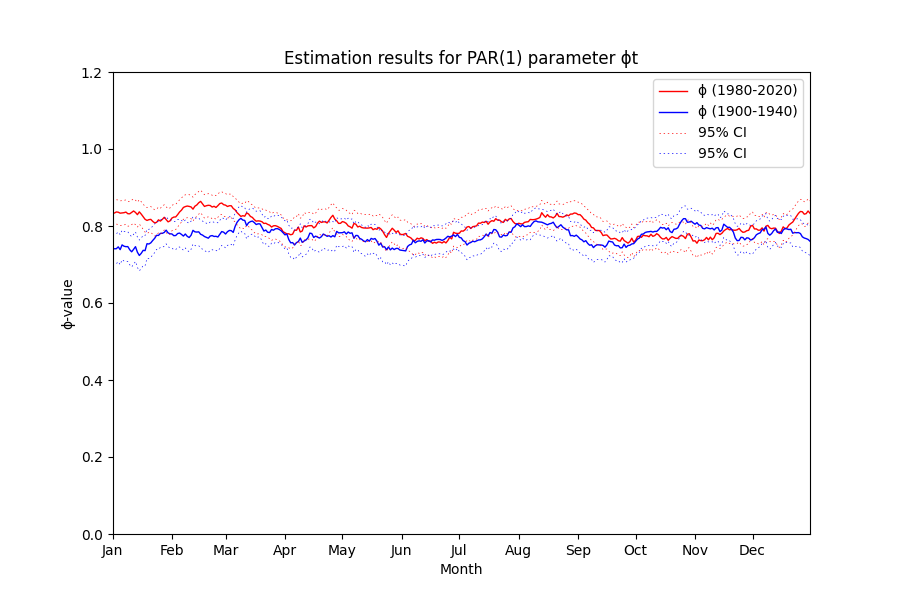 Estimation results for PAR(1) parameter ϕt
ϕ (1980-2020)
ϕ (1900-1940)
95% CI
95% CI
1.2
1.0
0.8
0.6
0.4
0.2
0.0
ϕ-value
Jan Feb Mar Apr May Jun Jul Aug Sep Oct Nov Dec
Month